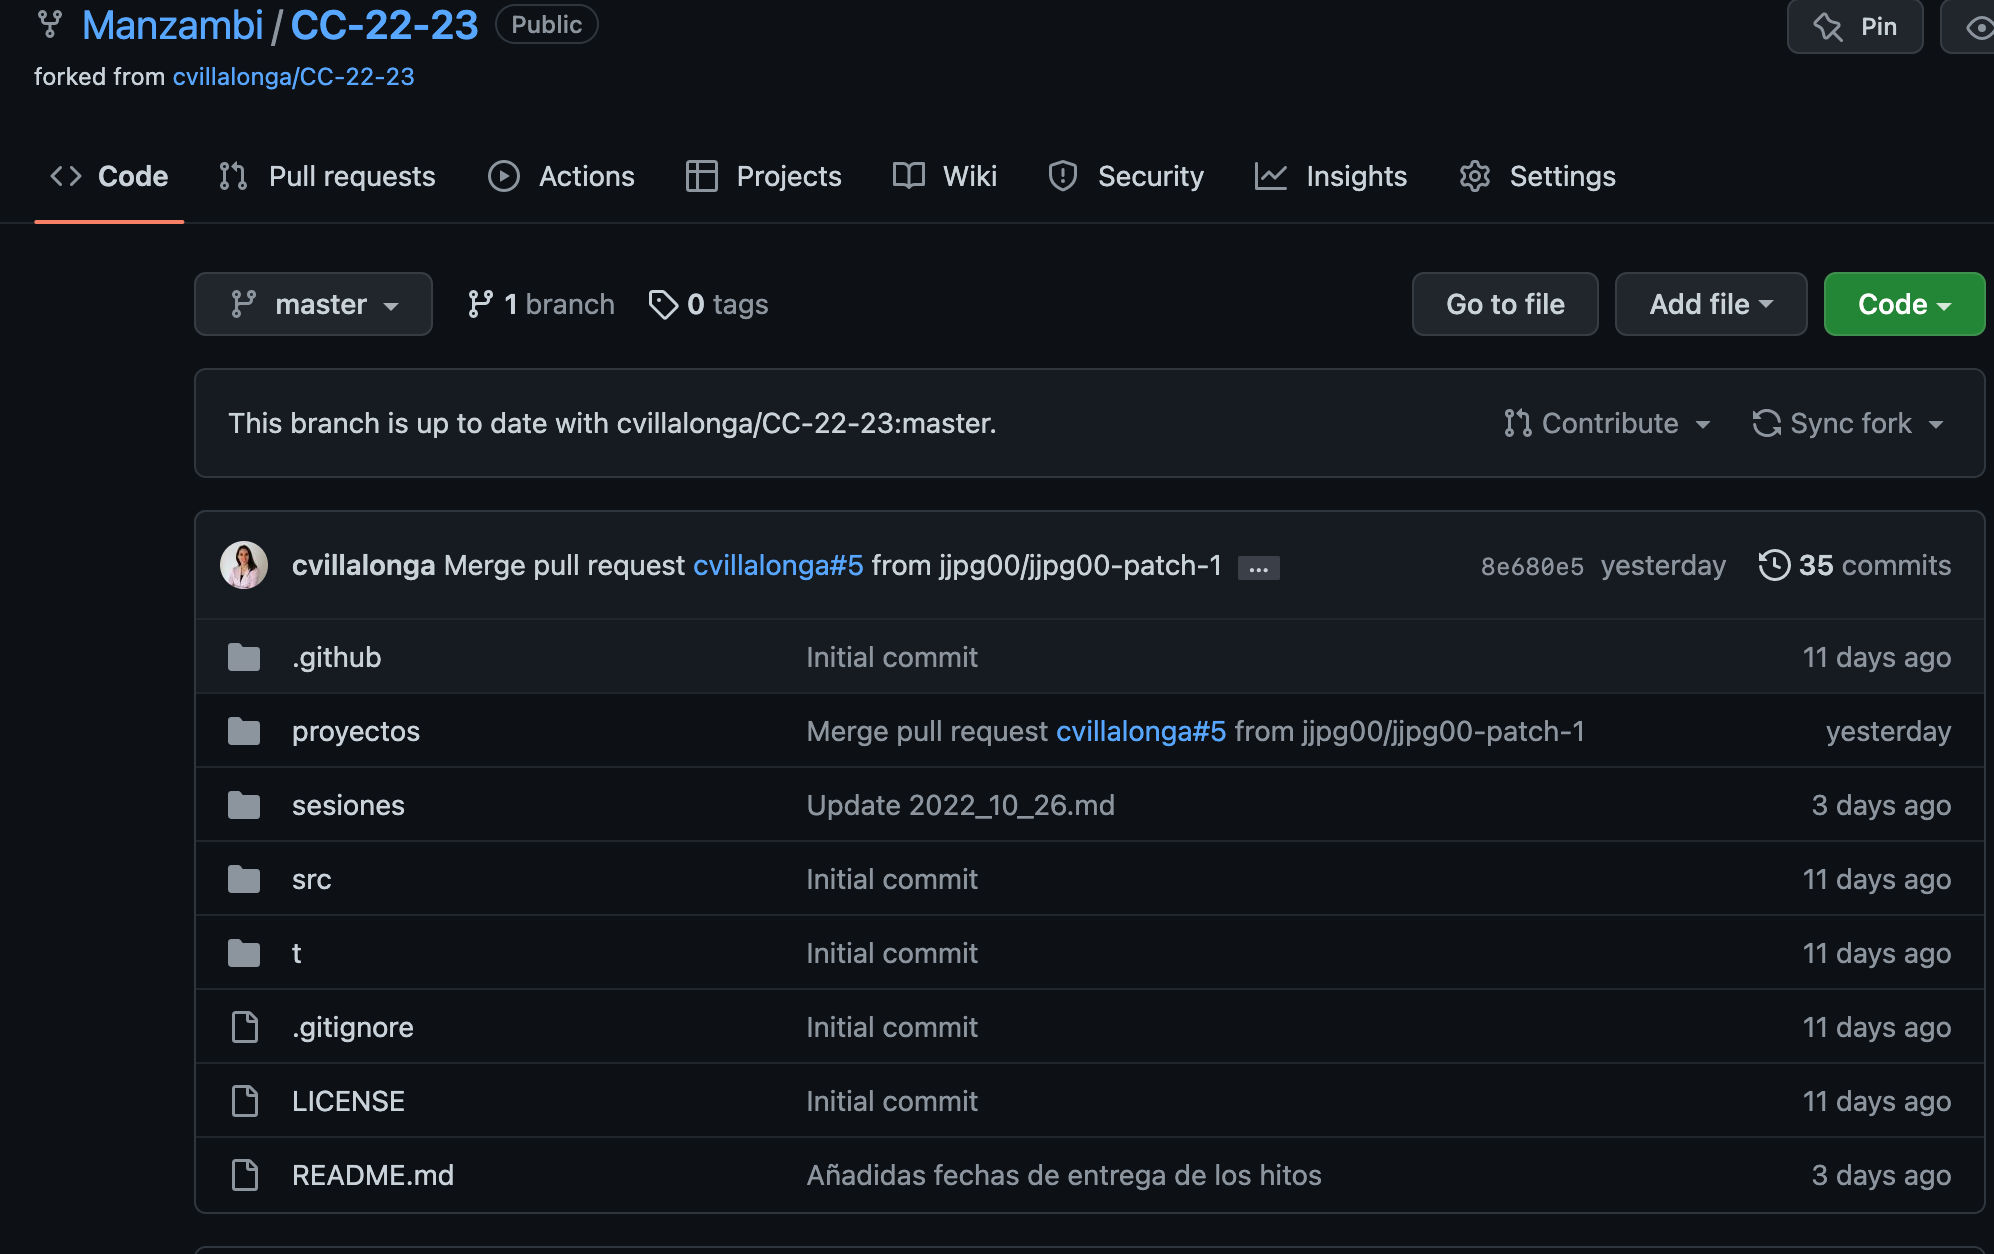 Manzambi / CC-22-23 Public Pin
forked from cvillalonga/CC-22-23
Code Pull requests Actions Projects Wiki Security Insights Settings
master 1 branch 0 tags Go to file Add file Code
This branch is up to date with cvillalonga/CC-22-23:master. Contribute Sync fork
cvillalonga Merge pull request cvillalonga#5 from jjpg00/jjpg00-patch-1 ... 8e680e5 yesterday 35 commits
.github Initial commit 11 days ago
proyectos Merge pull request cvillalonga#5 from jjpg00/jjpg00-patch-1 yesterday
sesiones Update 2022_10_26.md 3 days ago
src Initial commit 11 days ago
t Initial commit 11 days ago
.gitignore Initial commit 11 days ago
LICENSE Initial commit 11 days ago
README.md Añadidas fechas de entrega de los hitos 3 days ago